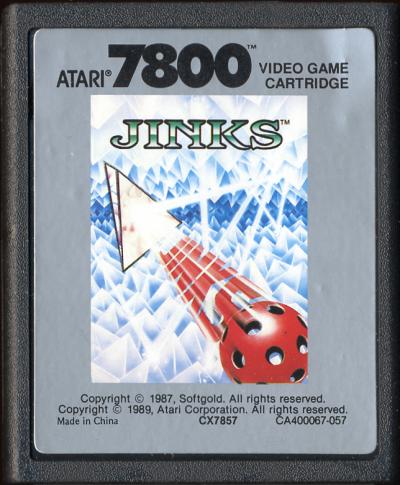 ATARI® 7800™ VIDEO GAME
CARTRIDGE
JINKS™
Copyright © 1987, Softgold. All rights reserved.
Copyright © 1989, Atari Corporation. All rights reserved.
Made in China CX7857 CA400067-057